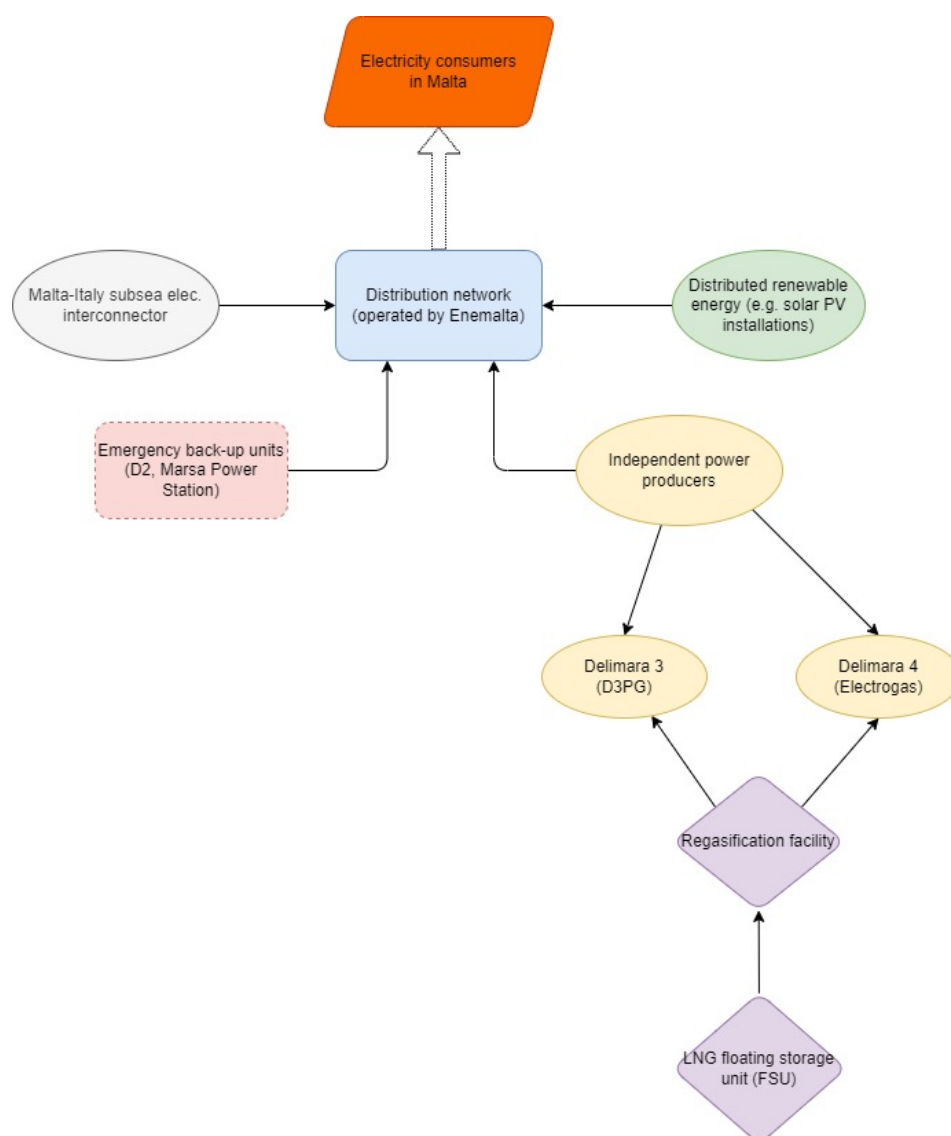 Electricity consumers
in Malta
Malta-Italy subsea elec.
interconnector
Distribution network
(operated by Enemalta)
Distributed renewable
energy (e.g. solar PV
installations)
Emergency back-up units
(D2, Marsa Power
Station)
Independent power
producers
Delimara 3
(D3PG)
Delimara 4
(Electrogas)
Regasification facility
LNG floating storage
unit (FSU)